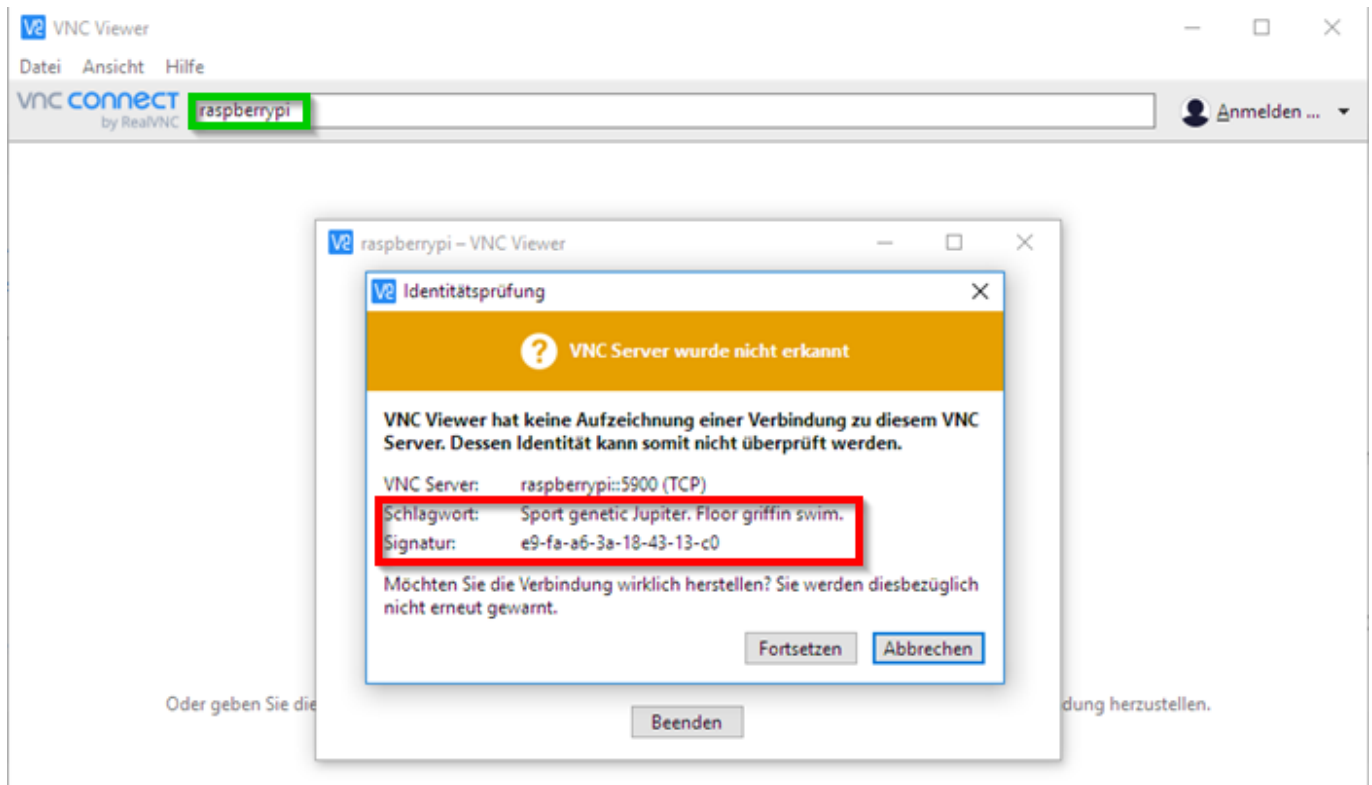 VNC Viewer
Datei Ansicht Hilfe
vnc connect
by RealVNC
raspberrypi
Anmelden ...
raspberrypi – VNC Viewer
Identitätsprüfung
VNC Server wurde nicht erkannt
VNC Viewer hat keine Aufzeichnung einer Verbindung zu diesem VNC
Server. Dessen Identität kann somit nicht überprüft werden.
VNC Server: raspberrypi::5900 (TCP)
Schlagwort: Sport genetic Jupiter. Floor griffin swim.
Signatur: e9-fa-a6-3a-18-43-13-c0
Möchten Sie die Verbindung wirklich herstellen? Sie werden diesbezüglich
nicht erneut gewarnt.
Fortsetzen Abbrechen
Oder geben Sie die dung herzustellen.
Beenden